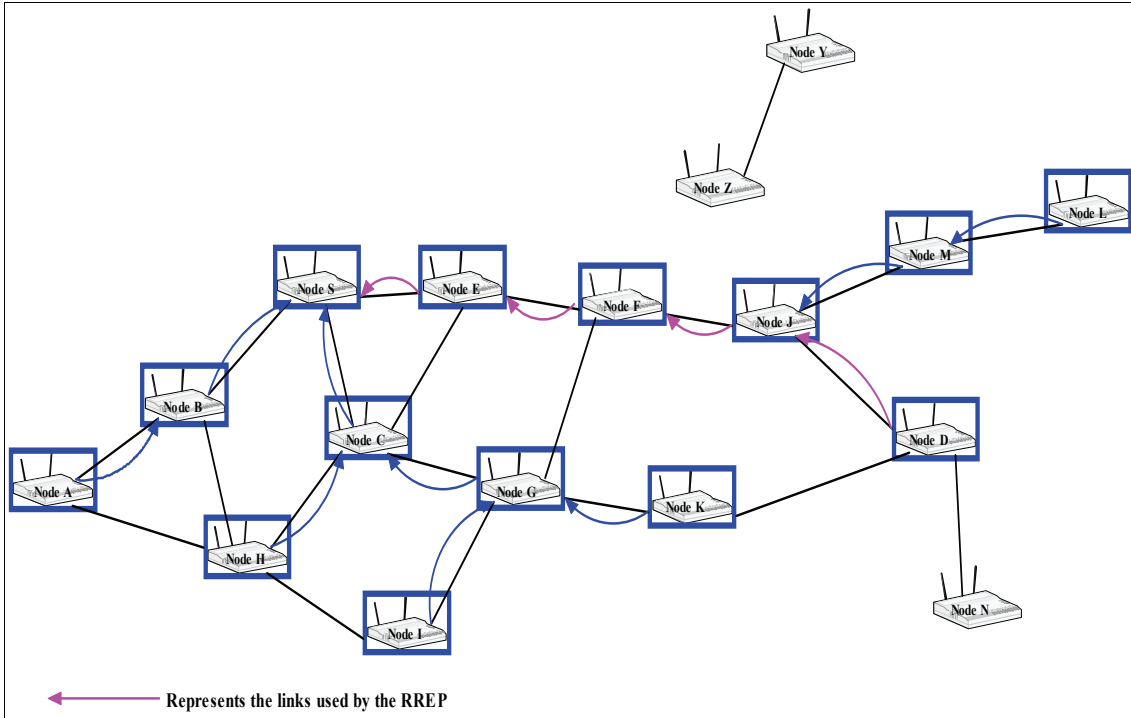 Node Y
Node Z
Node L
Node M
Node S
Node E
Node F
Node J
Node B
Node C
Node D
Node A
Node G
Node K
Node H
Node N
Node I
Represents the links used by the RREP